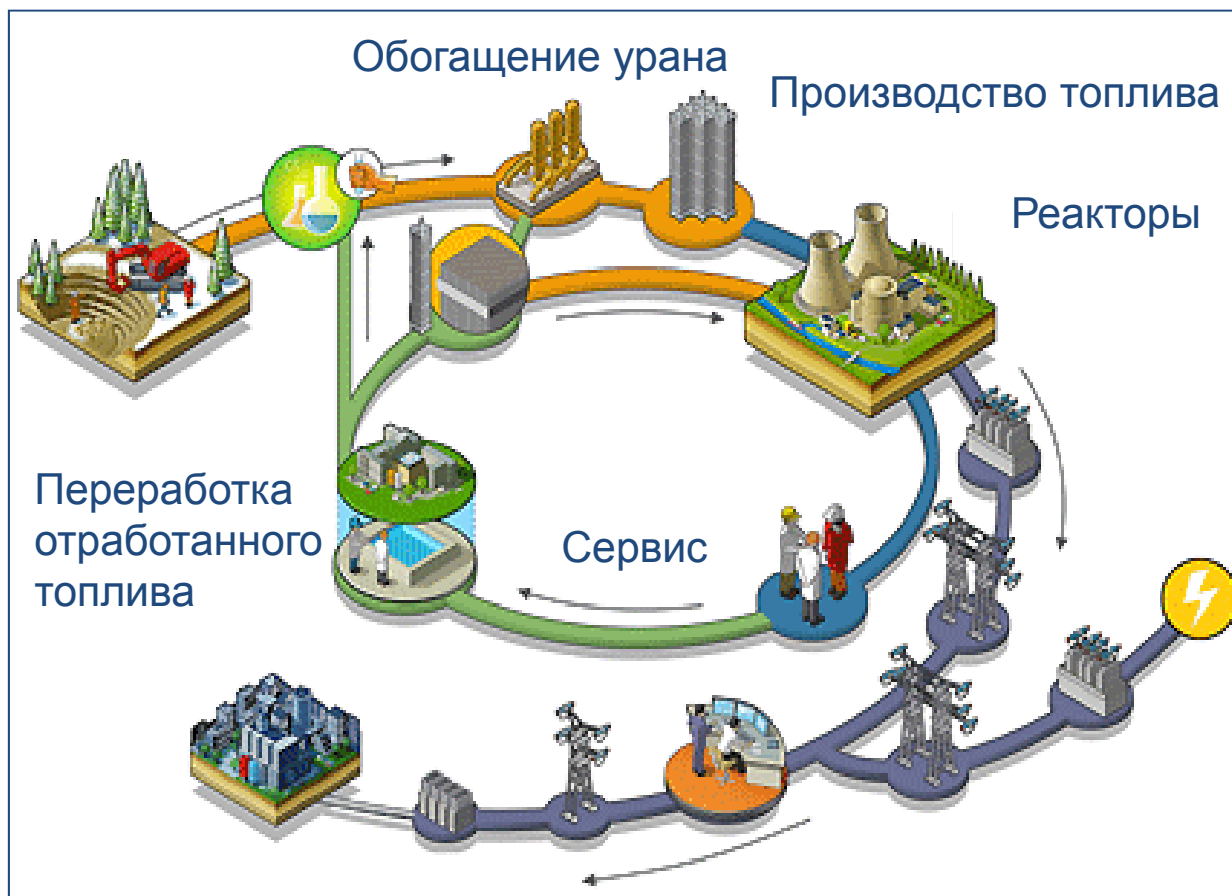 Обогащение урана
Производство топлива
Реакторы
Переработка
отработанного
топлива
Сервис